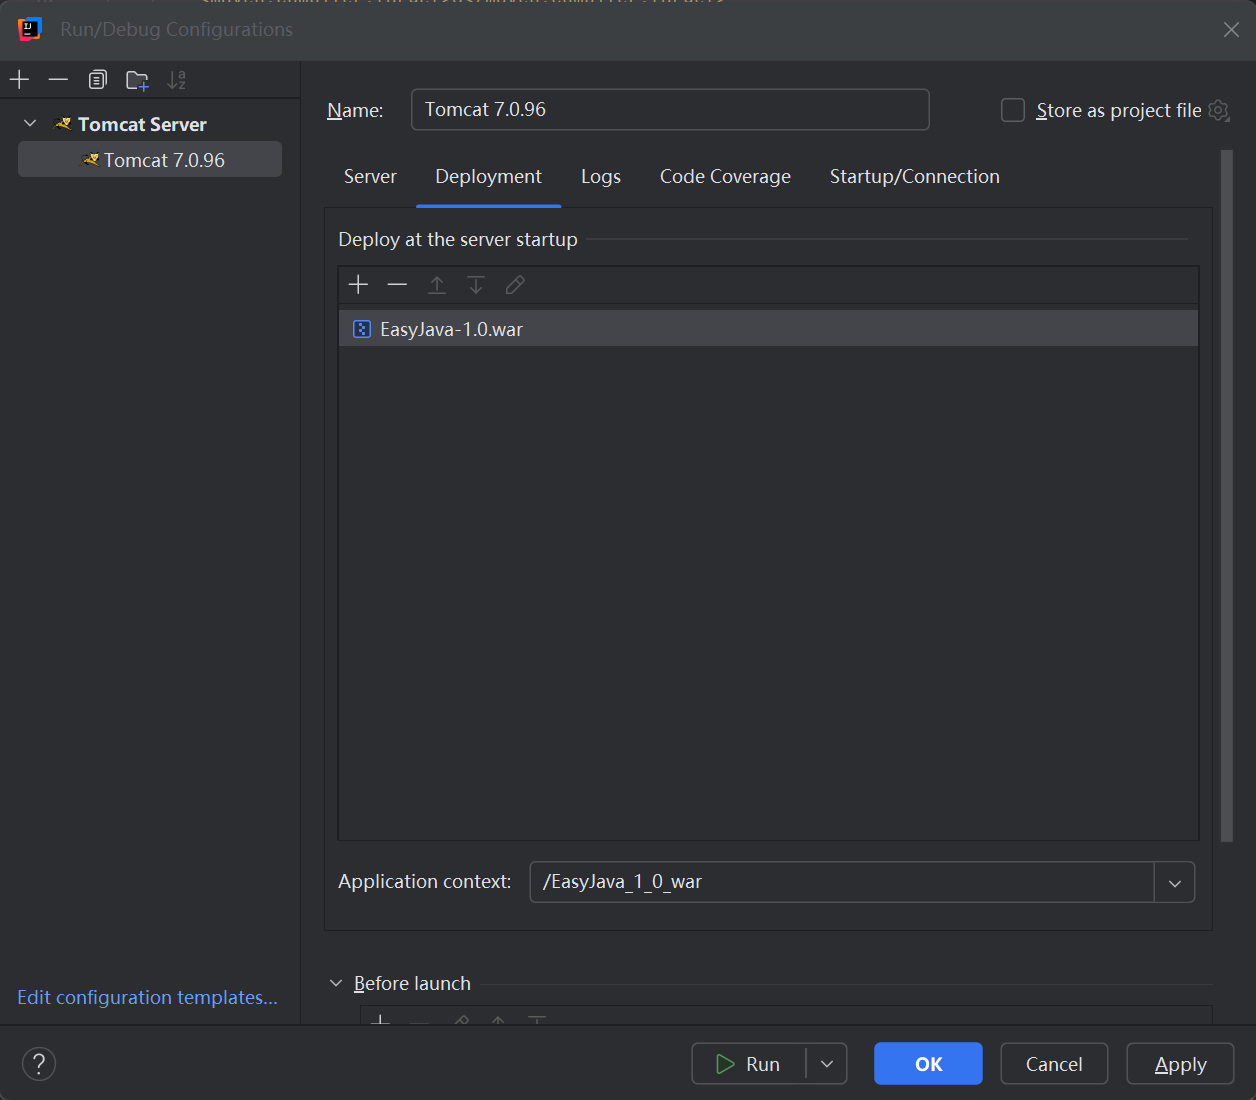 Run/Debug Configurations
Tomcat Server
Tomcat 7.0.96
Edit configuration templates...
Name:
Tomcat 7.0.96
Store as project file
Server
Deployment
Logs
Code Coverage
Startup/Connection
Deploy at the server startup
EasyJava-1.0.war
Application context:
/EasyJava_1_0_war
Before launch
?
Run
OK
Cancel
Apply